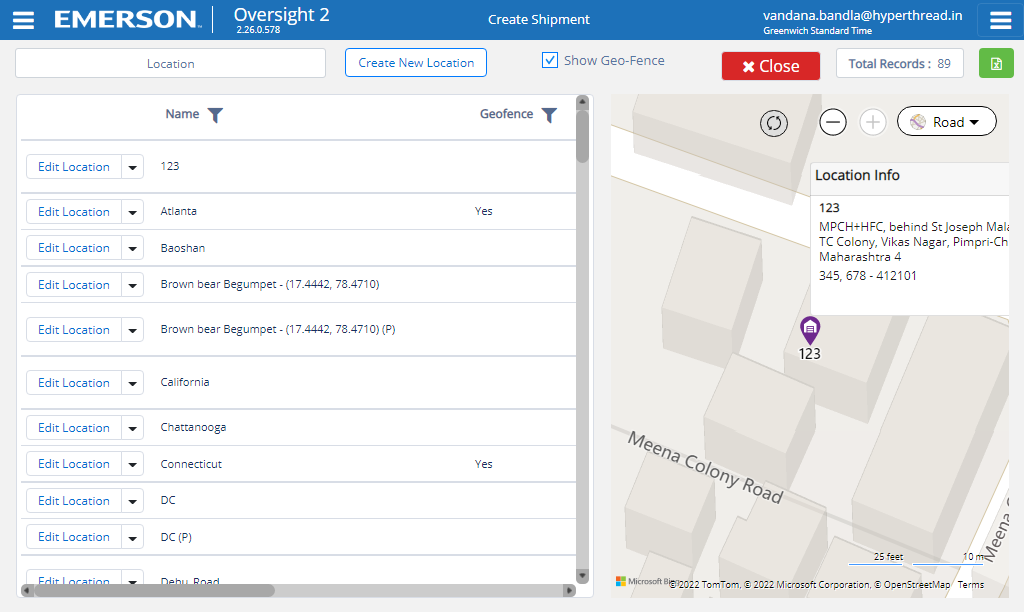 EMERSON
Oversight 2
2.26.0.578
Create Shipment
vandana.bandla@hyperthread.in
Greenwich Standard Time
Location
Create New Location
Show Geo-Fence
Close
Total Records : 89
Name
Geofence
Edit Location 123
Edit Location Atlanta Yes
Edit Location Baoshan
Edit Location Brown bear Begumpet - (17.4442, 78.4710)
Edit Location Brown bear Begumpet - (17.4442, 78.4710) (P)
Edit Location California
Edit Location Chattanooga
Edit Location Connecticut Yes
Edit Location DC
Edit Location DC (P)
Edit Location Dehu_Road
Road
Location Info
123
MPCH+HFC, behind St Joseph Mala
TC Colony, Vikas Nagar, Pimpri-Ch
Maharashtra 4
345, 678 - 412101
123
Meena Colony Road
Meena
25 feet 10 m
Microsoft Bi
© 2022 TomTom, © 2022 Microsoft Corporation, © OpenStreetMap Terms